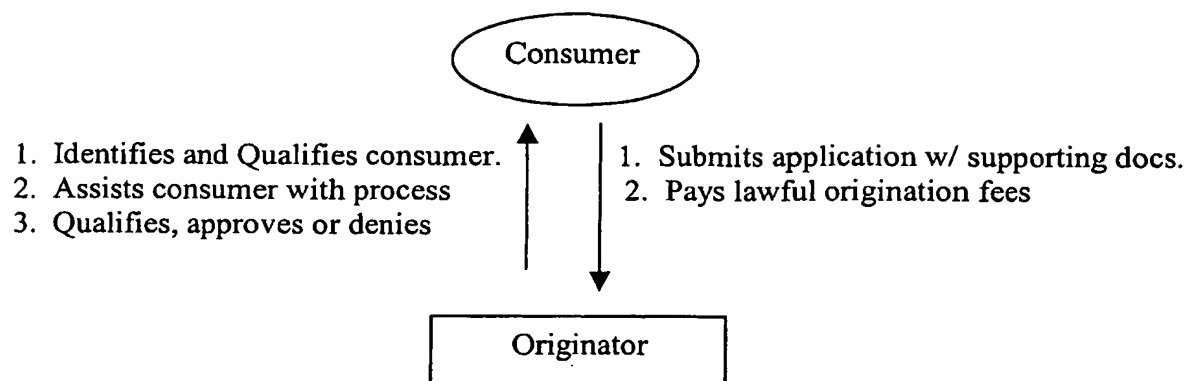 Consumer
1. Identifies and Qualifies consumer.
2. Assists consumer with process
3. Qualifies, approves or denies
1. Submits application w/ supporting docs.
2. Pays lawful origination fees
Originator